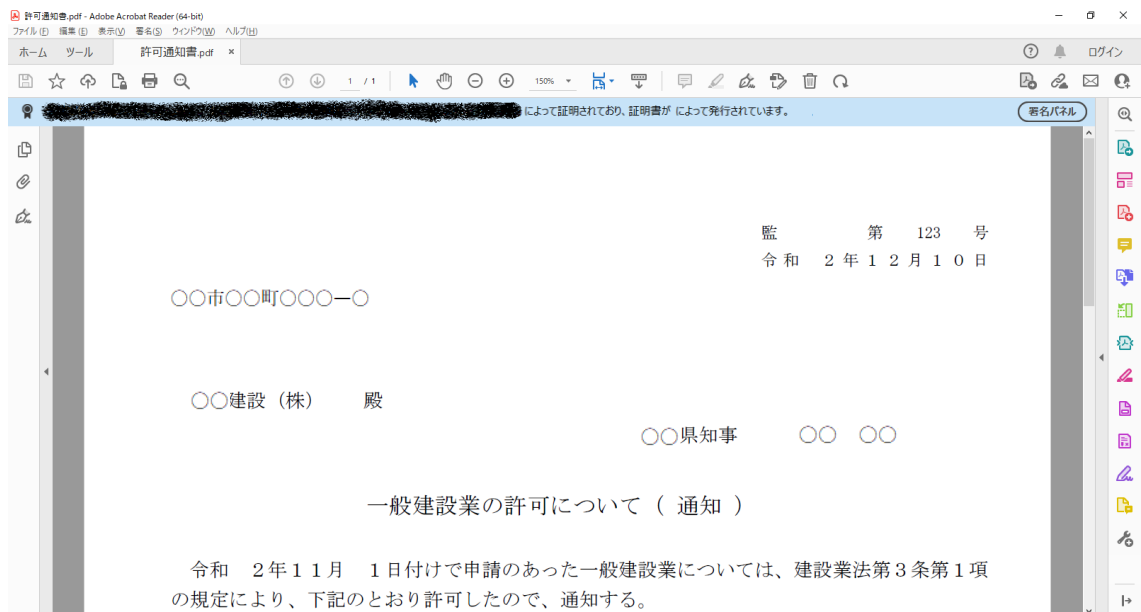 許可通知書.pdf - Adobe Acrobat Reader (64-bit)
ファイル(F) 編集(E) 表示(V) 署名(S) ウィンドウ(W) ヘルプ(H)
ホーム ツール 許可通知書.pdf × ログイン
1 / 1 150%
によって証明されており、証明書が によって発行されています。 署名パネル
監 第 123 号
令和 2年12月10日
○○市○○町○○○ー○
○○建設(株) 殿
○○県知事 ○○ ○○
一般建設業の許可について(通知)
令和 2年11月 1日付けで申請のあった一般建設業については、建設業法第3条第1項
の規定により、下記のとおり許可したので、通知する。